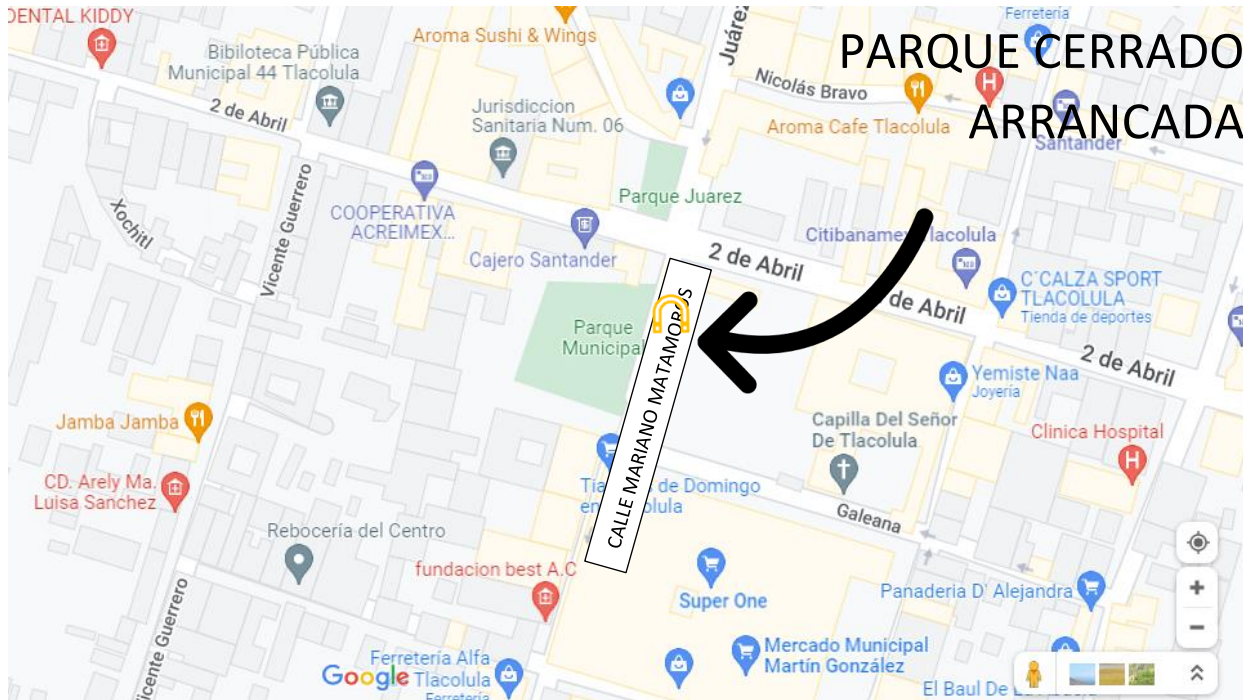 DENTAL KIDDY
Aroma Sushi & Wings
Ferretería
PARQUE CERRADO
ARRANCADA
Bibiloteca Pública
Municipal 44 Tlacolula
Juárez
Nicolás Bravo
2 de Abril
Jurisdiccion
Sanitaria Num. 06
Aroma Cafe Tlacolula
Santander
Parque Juarez
Xochitl
Vicente Guerrero
COOPERATIVA
ACREIMEX...
Cajero Santander
2 de Abril
Citibanamex Tlacolula
de Abril
C´CALZA SPORT
TLACOLULA
Tienda de deportes
Parque
Municipal
CALLE MARIANO MATAMOROS
2 de Abril
Yemiste Naa
Joyería
Jamba Jamba
Capilla Del Señor
De Tlacolula
Clinica Hospital
CD. Arely Ma.
Luisa Sanchez
de Domingo
Galeana
Rebocería del Centro
fundacion best A.C
Super One
Panaderia D' Alejandra
Vicente Guerrero
Ferretería Alfa
Tlacolula
Ferretería
Google
Mercado Municipal
Martín González
El Baul De